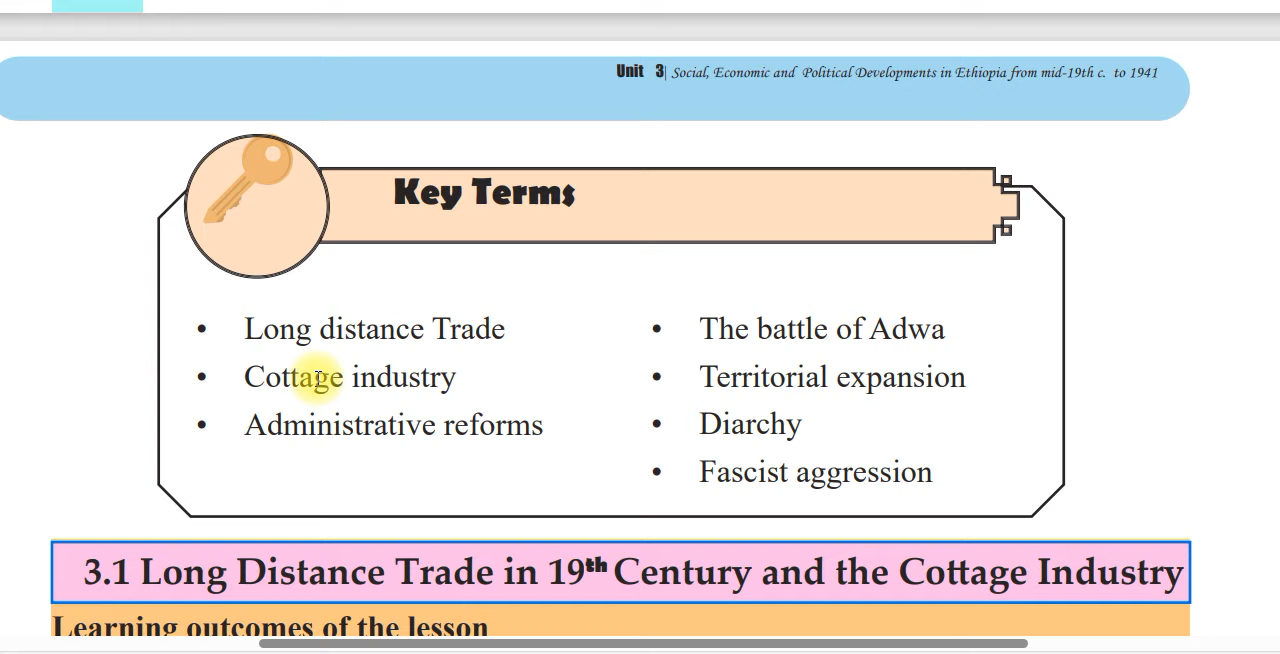 Unit 3| Social, Economic and Political Developments in Ethiopia from mid-19th c. to 1941
Key Terms
• Long distance Trade
• Cottage industry
• Administrative reforms
• The battle of Adwa
• Territorial expansion
• Diarchy
• Fascist aggression
3.1 Long Distance Trade in 19th Century and the Cottage Industry
Learning outcomes of the lesson